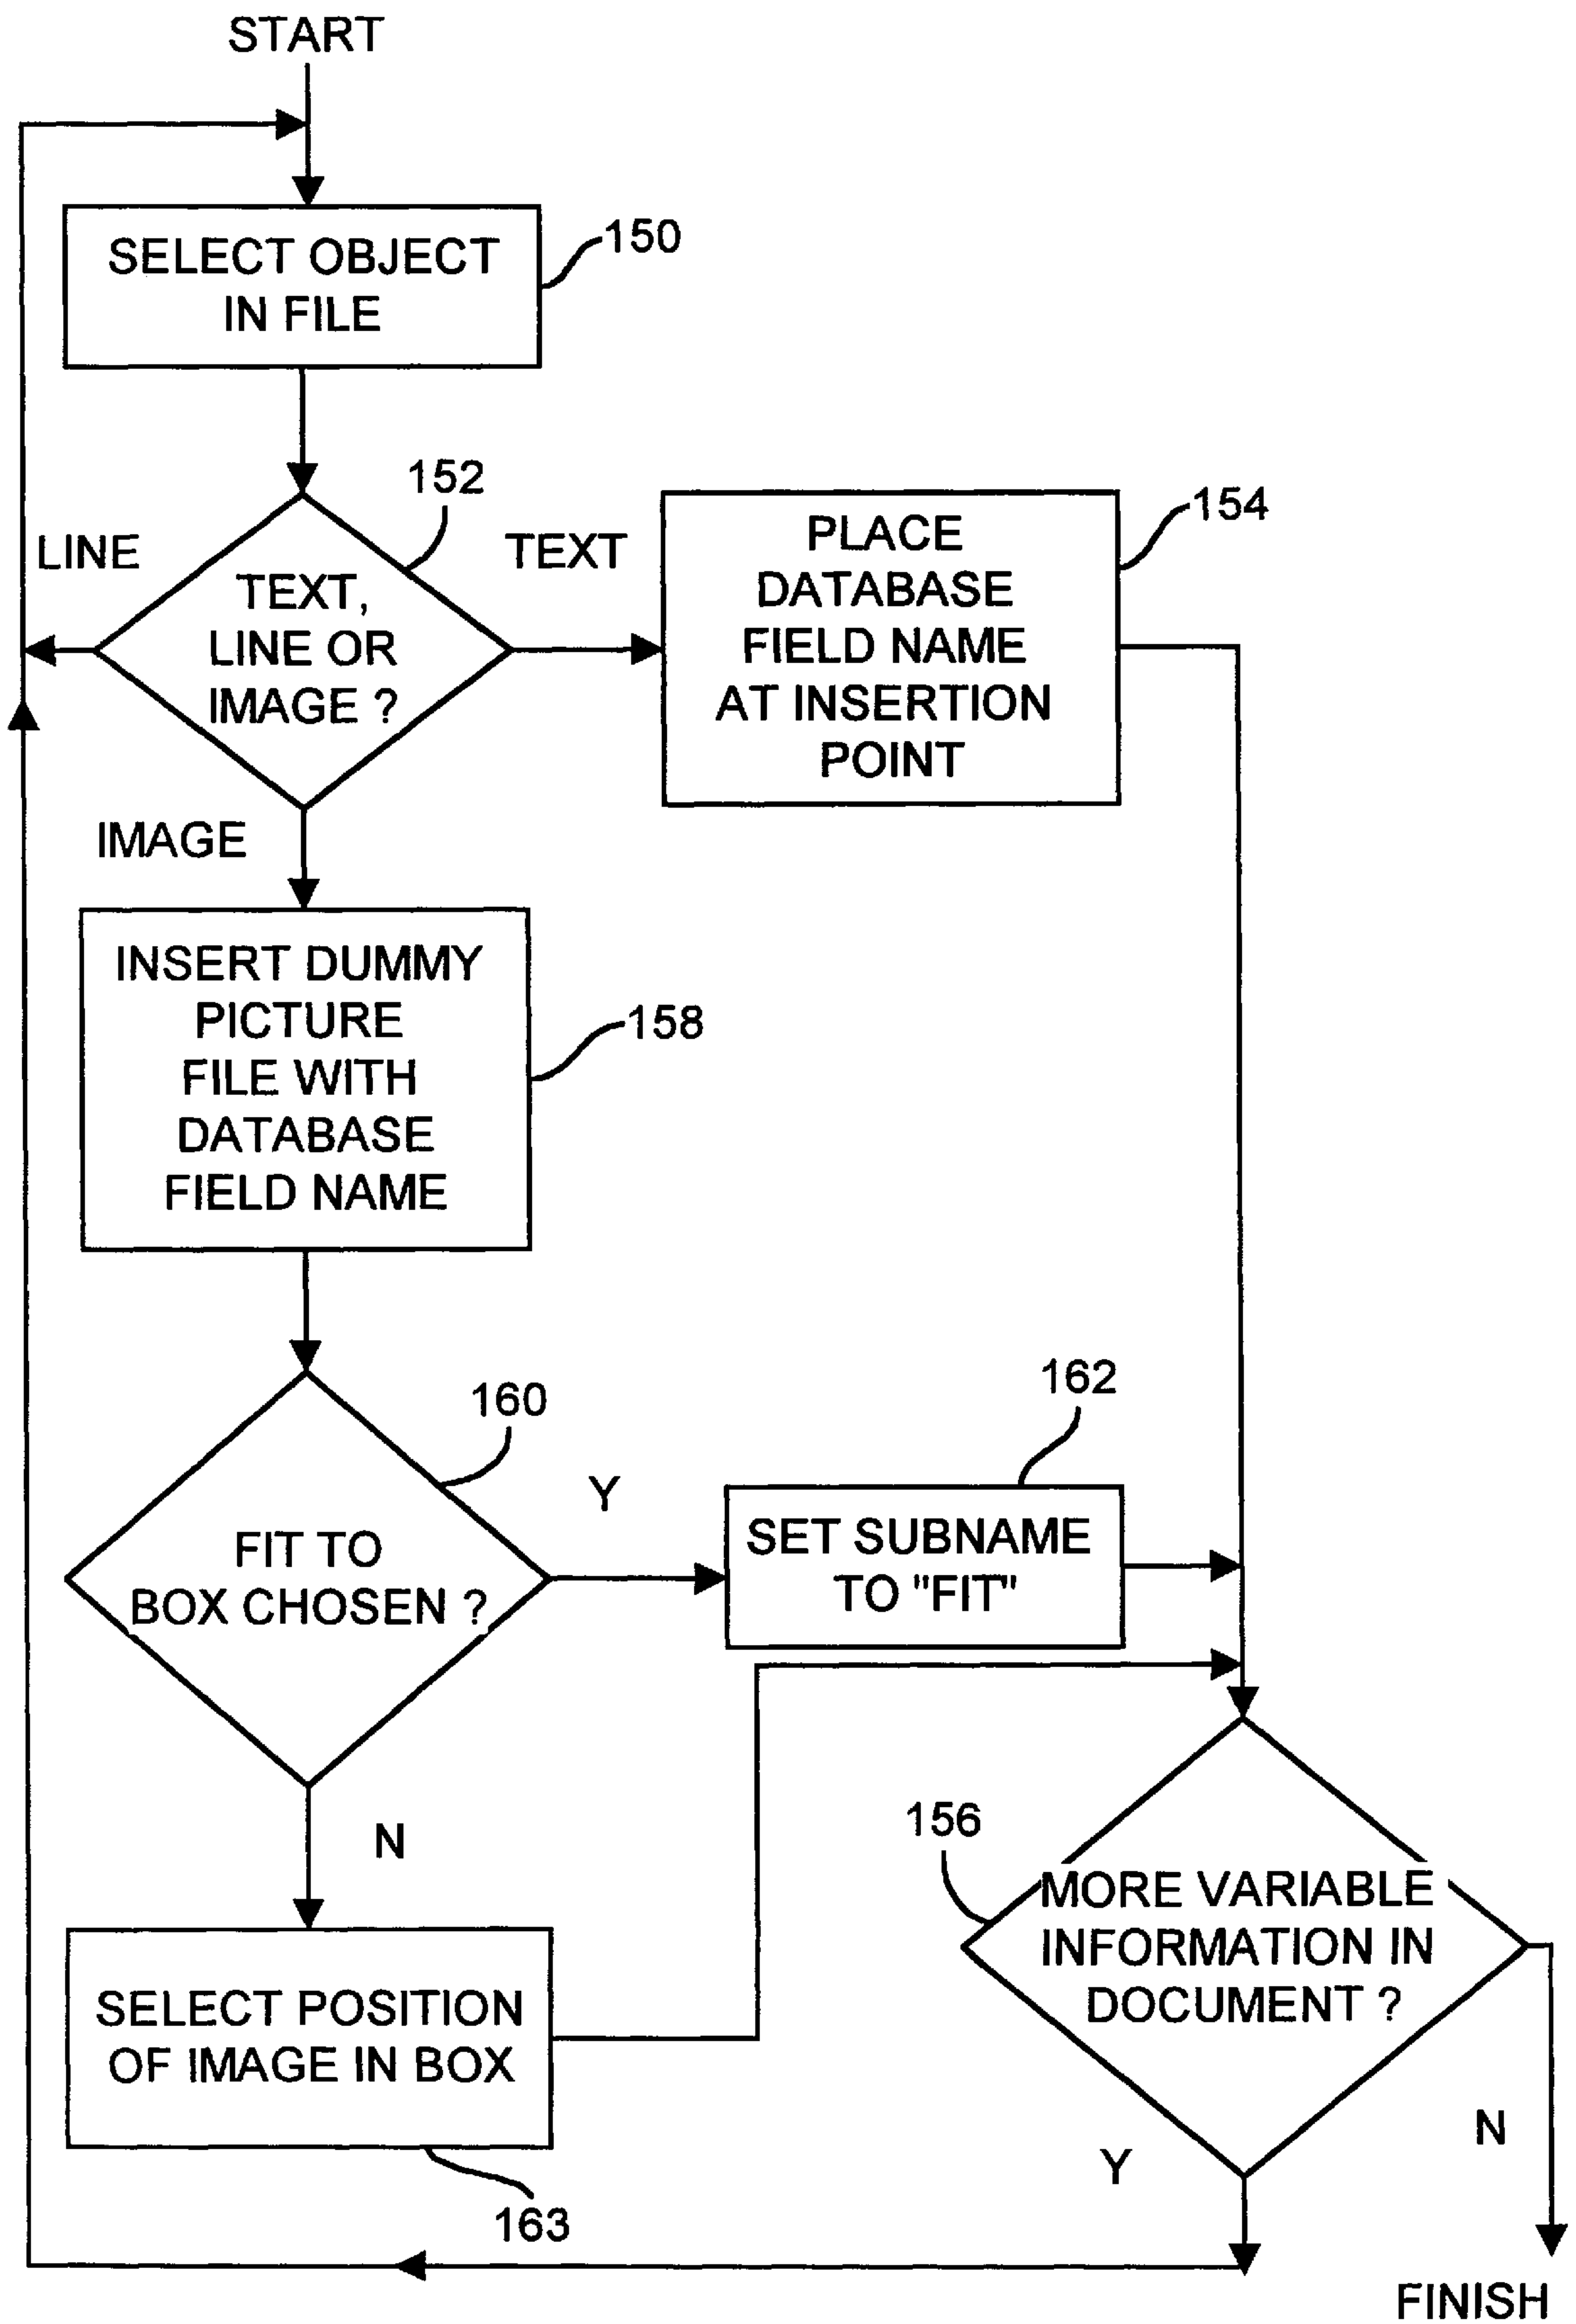 START
SELECT OBJECT
IN FILE
150
152
LINE
TEXT
TEXT,
LINE OR
IMAGE ?
154
PLACE
DATABASE
FIELD NAME
AT INSERTION
POINT
IMAGE
INSERT DUMMY
PICTURE
FILE WITH
DATABASE
FIELD NAME
158
160
FIT TO
BOX CHOSEN ?
Y
162
SET SUBNAME
TO "FIT"
N
SELECT POSITION
OF IMAGE IN BOX
163
156
MORE VARIABLE
INFORMATION IN
DOCUMENT ?
Y
N
FINISH